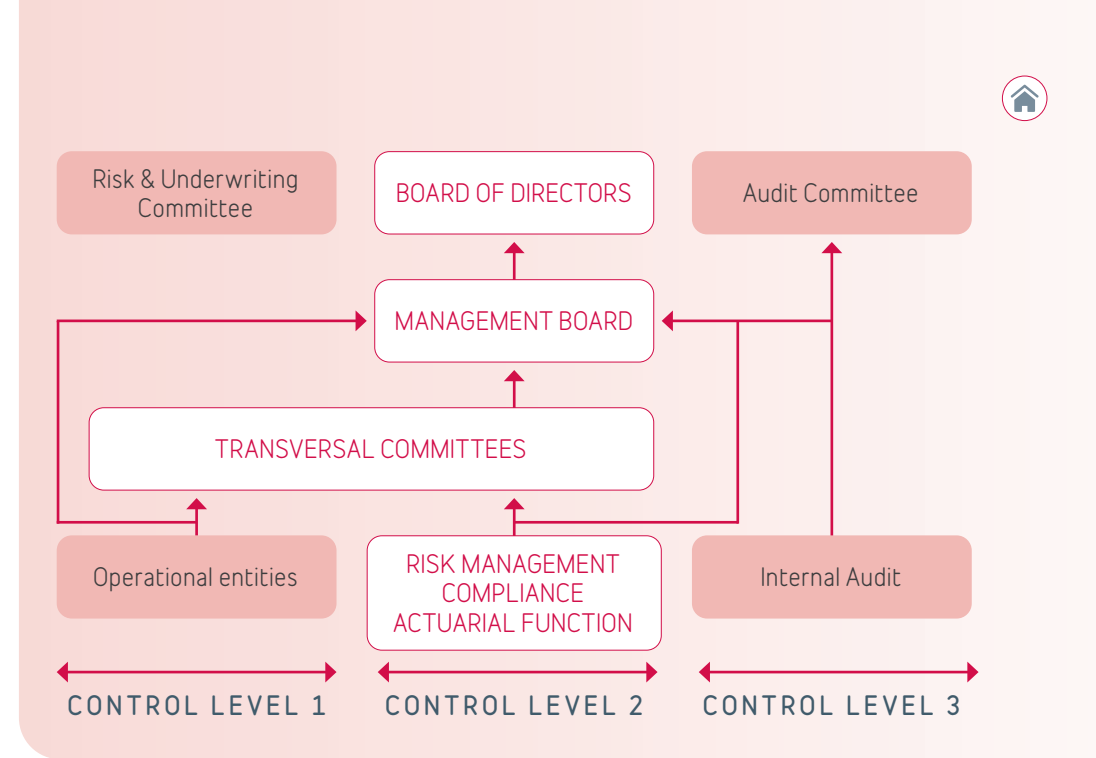 Risk & Underwriting
Committee
BOARD OF DIRECTORS
Audit Committee
MANAGEMENT BOARD
TRANSVERSAL COMMITTEES
Operational entities
RISK MANAGEMENT
COMPLIANCE
ACTUARIAL FUNCTION
Internal Audit
CONTROL LEVEL 1
CONTROL LEVEL 2
CONTROL LEVEL 3